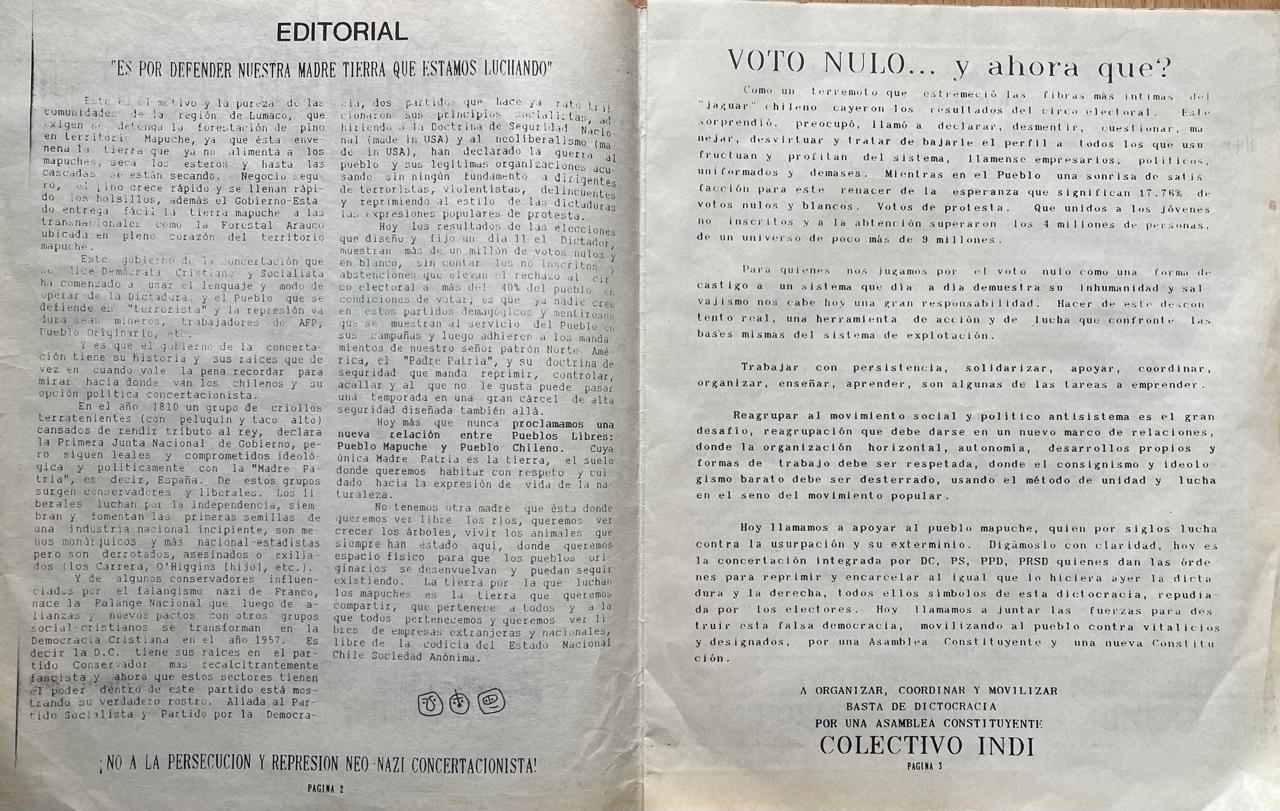 EDITORIAL
"ES POR DEFENDER NUESTRA MADRE TIERRA QUE ESTAMOS LUCHANDO"
Este es el motivo y la pureza de las
comunidades de la región de Lumaco, que
exigen se detenga la forestación de pino
en territorio Mapuche, ya que ésta enve-
nena la tierra que ya no alimenta a los
mapuches, seca los esteros y hasta las
cascadas se están secando. Negocio segu-
ro, el pino crece rápido y se llenan rápi-
do los bolsillos, además el Gobierno-Esta
do entrega fácil la tierra mapuche a las
transnacionales como la Forestal Arauco
ubicada en pleno corazón del territorio
mapuche.
Este gobierno de la concertación que
se dice Demócrata Cristiano y Socialista
ha comenzado a usar el lenguaje y modo de
operar de la Dictadura. y el Pueblo que se
defiende es "terrorista" y la represión va
dura sean mineros, trabajadores de AFP,
Pueblo Originario, etc.
Y es que el gobierno de la concerta-
ción tiene su historia y sus raices que de
vez en cuando vale la pena recordar para
mirar hacia donde van los chilenos y su
opción política concertacionista.
En el año 1810 un grupo de criollos
terratenientes (con peluquín y taco alto)
cansados de rendir tributo al rey, declara
la Primera Junta Nacional de Gobierno, pe-
ro siguen leales y comprometidos ideoló-
gica y politicamente con la "Madre Pa-
tria", es decir, España. De estos grupos
surgen conservadores y liberales. Los li-
berales luchan por la independencia, siem-
bran y fomentan las primeras semillas de
una industria nacional incipiente, son me-
nos monárquicos y más nacional-estadistas
pero son derrotados, asesinados o exilia-
dos (los Carrera, O'Higgins [hijo], etc.).
Y de algunos conservadores influen-
ciados por el falangismo nazi de Franco,
nace la Falange Nacional que luego de a-
lianzas y nuevos pactos con otros grupos
social-cristianos se transforman en la
Democracia Cristiana en el año 1957. Es
decir la D.C. tiene sus raices en el par-
tido Conservador mas recalcitrantemente
fascista y ahora que estos sectores tienen
el poder dentro de este partido está mos-
trando su verdadero rostro. Aliada al Par-
tido Socialista y Partido por la Democra-
cia, dos partidos que hace ya rato trai
cionaron sus principios socialistas, ad
hiriendo a la Doctrina de Seguridad Nacio
nal (made in USA) y al neoliberalismo (ma
de in USA), han declarado la guerra al
pueblo y sus legítimas organizaciones acu-
sando sin ningún fundamento a dirigentes
de terroristas, violentistas, delincuentes
y reprimiendo al estilo de las dictaduras
las expresiones populares de protesta.
Hoy los resultados de las elecciones
que diseño y fijo un día 11 el Dictador,
muestran más de un millón de votos nulos y
en blanco, sin contar los no inscritos y
abstenciones que elevan el rechazo al cir
co electoral a más del 40% del pueblo en
condiciones de votar; es que ya nadie cree
en estos partidos demagógicos y mentirosos
que se muestran al servicio del Pueblo en
sus campañas y luego adhieren a los manda
mientos de nuestro señor patrón Norte Amé-
rica, el "Padre Patria", y su doctrina de
seguridad que manda reprimir, controlar,
acallar y al que no le gusta puede pasar
una temporada en una gran cárcel de alta
seguridad diseñada también allá.
Hoy más que nunca proclamamos una
nueva relación entre Pueblos Libres:
Pueblo Mapuche y Pueblo Chileno. Cuya
única Madre Patria es la tierra, el suelo
donde queremos habitar con respeto y cui-
dado hacia la expresión de vida de la na-
turaleza.
No tenemos otra madre que ésta donde
queremos ver libre los ríos, queremos ver
crecer los árboles, vivir los animales que
siempre han estado aquí, donde queremos
espacio físico para que los pueblos ori-
ginarios se desenvuelvan y puedan seguir
existiendo. La tierra por la que luchan
los mapuches es la tierra que queremos
compartir, que pertenece a todos y a la
que todos pertenecemos y queremos ver li
bres de empresas extranjeras y nacionales,
libre de la codicia del Estado Nacional
Chile Sociedad Anónima.
¡NO A LA PERSECUCION Y REPRESION NEO-NAZI CONCERTACIONISTA!
PAGINA 2
VOTO NULO... y ahora que?
Como un terremoto que estremeció las fibras más íntimas del
"jaguar" chileno cayeron los resultados del circo electoral. Este
sorprendió, preocupó, llamó a declarar, desmentir, cuestionar, ma
nejar, desvirtuar y tratar de bajarle el perfil a todos los que usu
fructuan y profitan del sistema, llamense empresarios, políticos,
uniformados y demases. Mientras en el Pueblo una sonrisa de satis
facción para este renacer de la esperanza que significan 17.76% de
votos nulos y blancos. Votos de protesta. Que unidos a los jóvenes
no inscritos y a la abtención superaron los 4 millones de personas,
de un universo de poco más de 9 millones.
Para quienes nos jugamos por el voto nulo como una forma de
castigo a un sistema que día a día demuestra su inhumanidad y sal
vajismo nos cabe hoy una gran responsabilidad. Hacer de este descon
tento real, una herramienta de acción y de lucha que confronte las
bases mismas del sistema de explotación.
Trabajar con persistencia, solidarizar, apoyar, coordinar,
organizar, enseñar, aprender, son algunas de las tareas a emprender.
Reagrupar al movimiento social y político antisistema es el gran
desafío, reagrupación que debe darse en un nuevo marco de relaciones,
donde la organización horizontal, autonomía, desarrollos propios y
formas de trabajo debe ser respetada, donde el consignismo y ideolo
gismo barato debe ser desterrado, usando el método de unidad y lucha
en el seno del movimiento popular.
Hoy llamamos a apoyar al pueblo mapuche, quien por siglos lucha
contra la usurpación y su exterminio. Digámoslo con claridad, hoy es
la concertación integrada por DC, PS, PPD, PRSD quienes dan las órde
nes para reprimir y encarcelar al igual que lo hiciera ayer la dicta
dura y la derecha, todos ellos símbolos de esta dictocracia, repudia-
da por los electores. Hoy llamamos a juntar las fuerzas para des
truir esta falsa democracia, movilizando al pueblo contra vitalicios
y designados, por una Asamblea Constituyente y una nueva Constitu
ción.
A ORGANIZAR, COORDINAR Y MOVILIZAR
BASTA DE DICTOCRACIA
POR UNA ASAMBLEA CONSTITUYENTE
COLECTIVO INDI
PAGINA 3